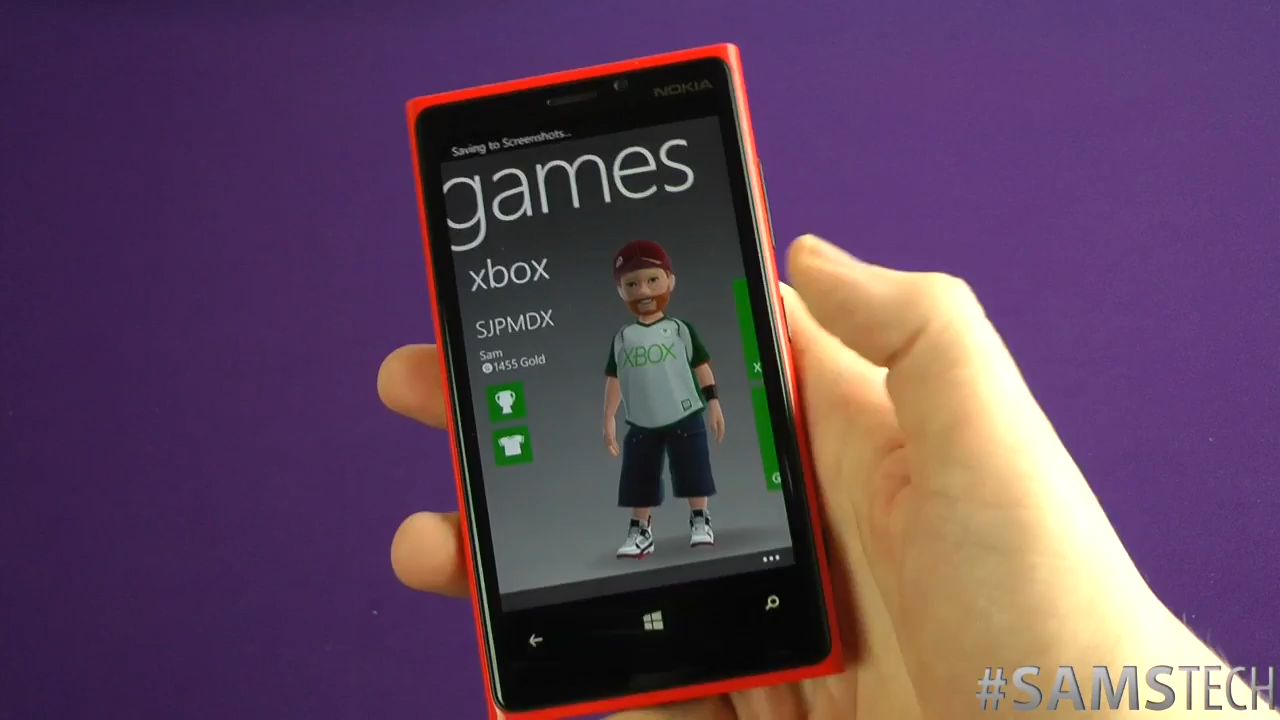 NOKIA
Saving to Screenshots...
games
xbox
SJPMDX
Sam
G 1455 Gold
XBOX
X
G
#SAMSTECH